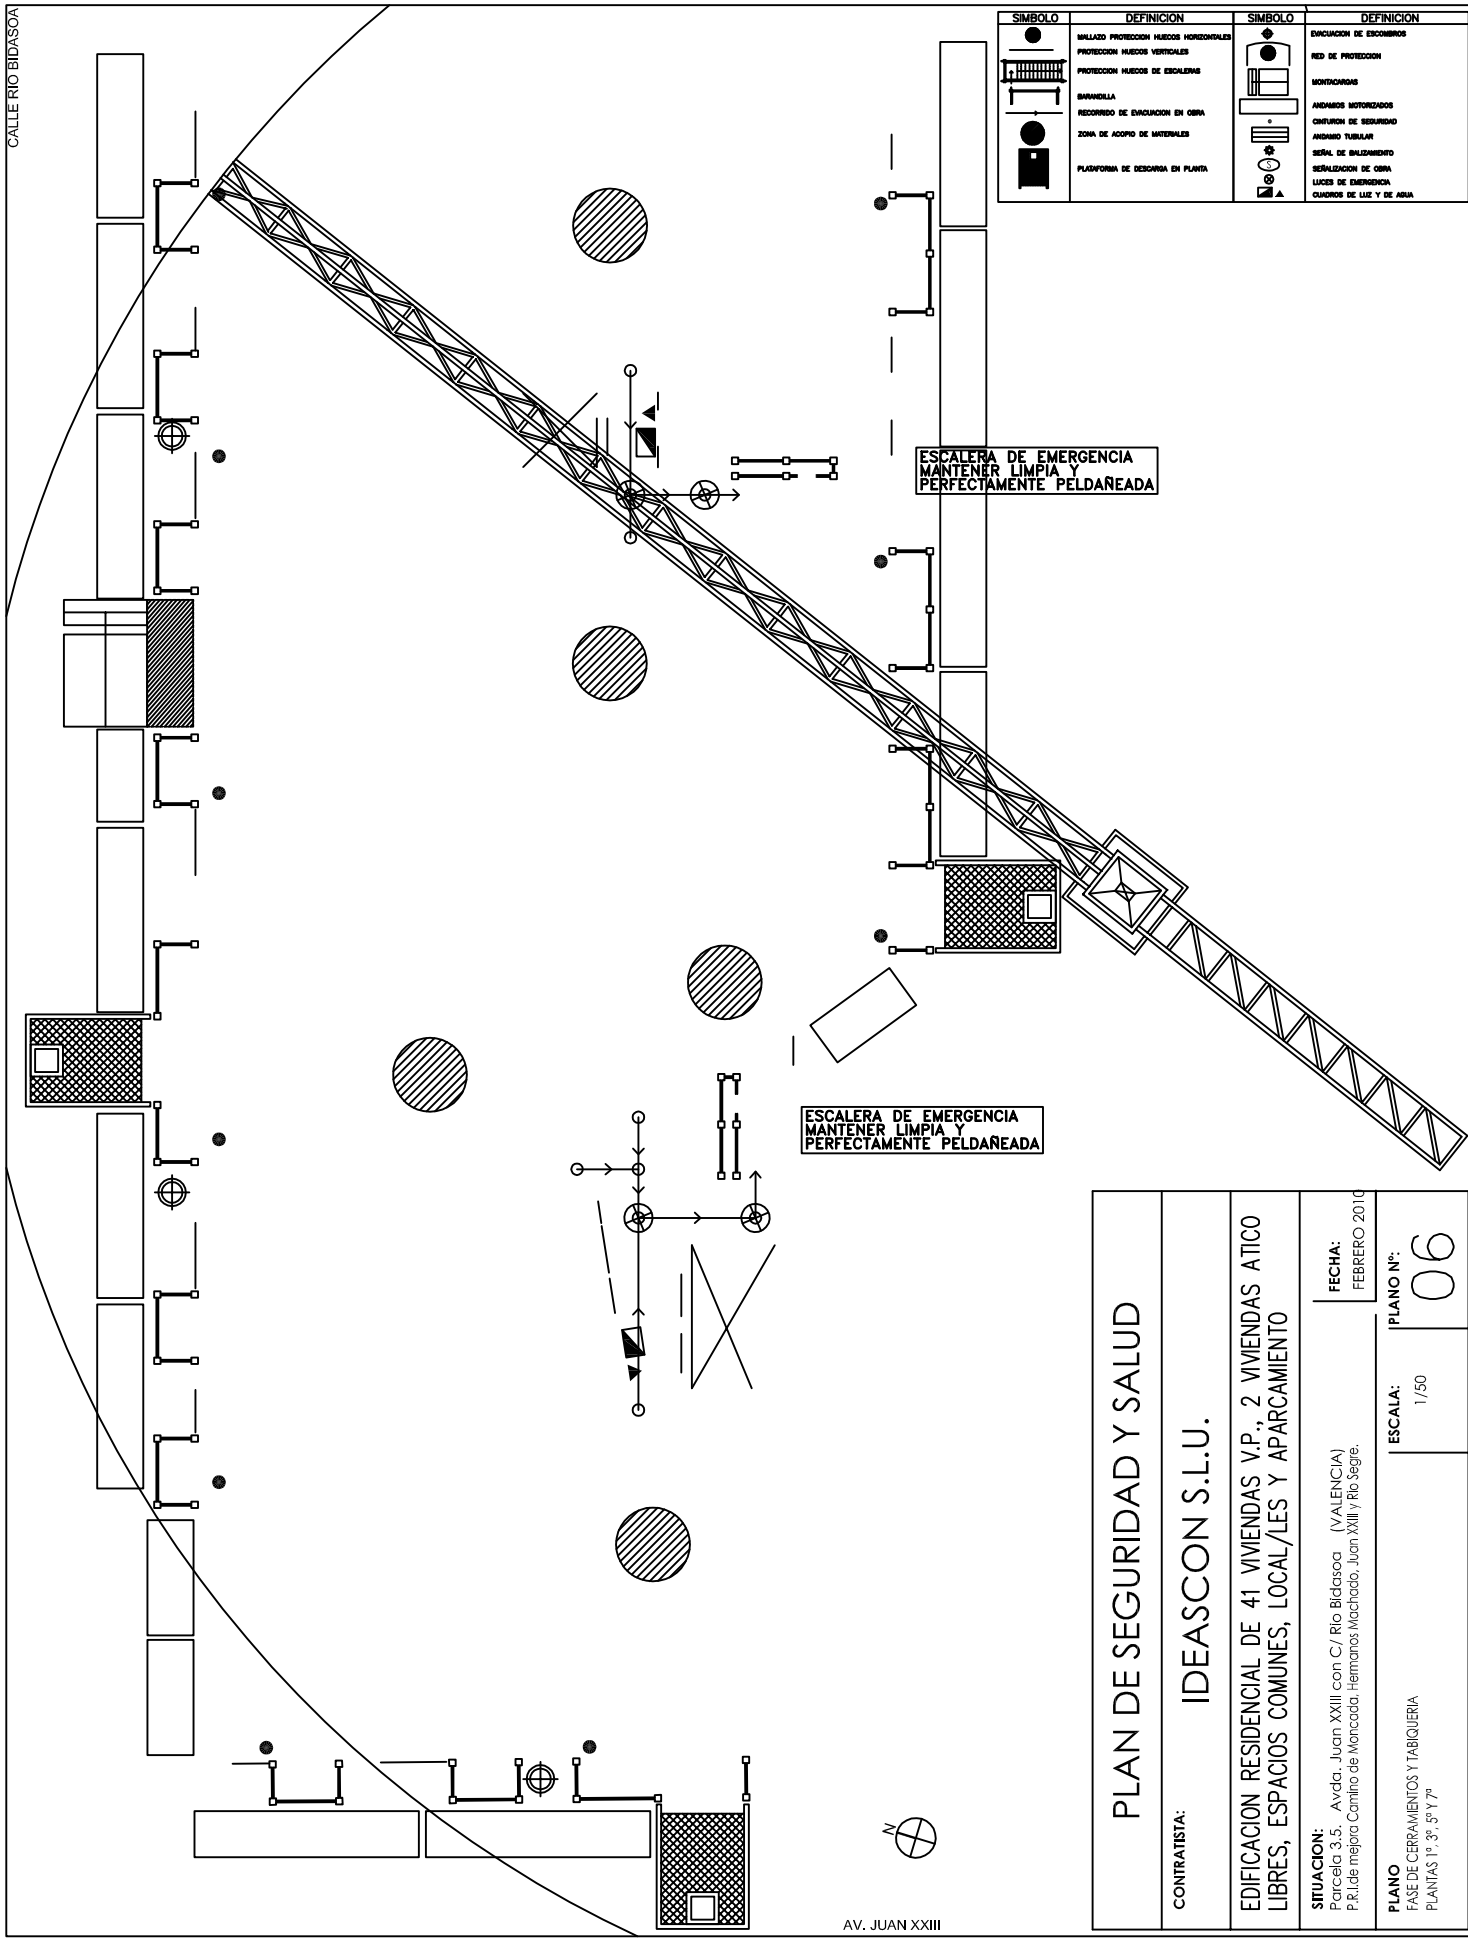 CALLE RIO BIDASOA
SIMBOLO
DEFINICION
SIMBOLO
DEFINICION
MALLAZO PROTECCION HUECOS HORIZONTALES
PROTECCION HUECOS VERTICALES
PROTECCION HUECOS DE ESCALERAS
BARANDILLA
RECORRIDO DE EVACUACION EN OBRA
ZONA DE ACOPIO DE MATERIALES
PLATAFORMA DE DESCARGA EN PLANTA
EVACUACION DE ESCOMBROS
RED DE PROTECCION
MONTACARGAS
ANDAMIOS MOTORIZADOS
CINTURON DE SEGURIDAD
ANDAMIO TUBULAR
SEÑAL DE BALIZAMIENTO
S
SEÑALIZACION DE OBRA
LUCES DE EMERGENCIA
CUADROS DE LUZ Y DE AGUA
ESCALERA DE EMERGENCIA
MANTENER LIMPIA Y
PERFECTAMENTE PELDAÑEADA
ESCALERA DE EMERGENCIA
MANTENER LIMPIA Y
PERFECTAMENTE PELDAÑEADA
N
AV. JUAN XXIII
PLAN DE SEGURIDAD Y SALUD
CONTRATISTA:
IDEASCON S.L.U.
EDIFICACION RESIDENCIAL DE 41 VIVIENDAS V.P., 2 VIVIENDAS ATICO
LIBRES, ESPACIOS COMUNES, LOCAL/LES Y APARCAMIENTO
SITUACION:
Parcela 3.5. Avda. Juan XXIII con C/ Rio Bidasoa (VALENCIA)
P.R.I.de mejora Camino de Moncada, Hermanos Machado, Juan XXIII y Rio Segre.
FECHA:
FEBRERO 2010
PLANO
FASE DE CERRAMIENTOS Y TABIQUERIA
PLANTAS 1ª, 3ª, 5ª Y 7ª
ESCALA:
1/50
PLANO Nº:
06